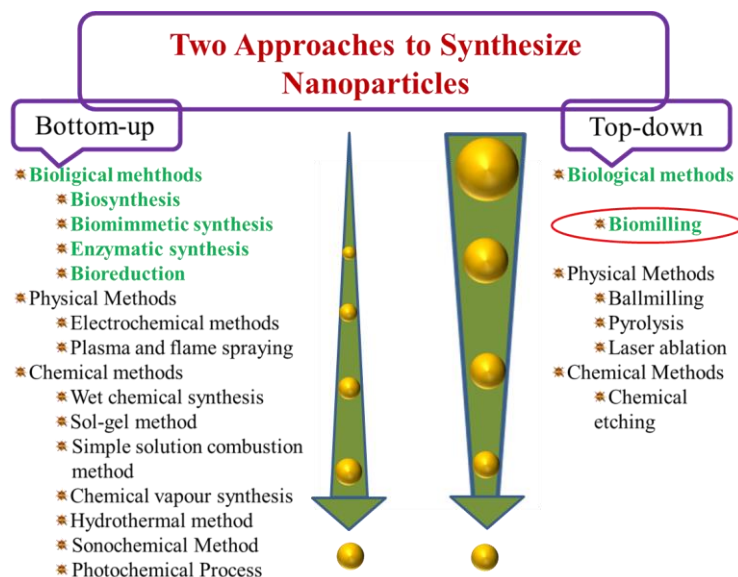 Two Approaches to Synthesize
Nanoparticles
Bottom-up
Bioligical mehthods
Biosynthesis
Biomimmetic synthesis
Enzymatic synthesis
Bioreduction
Physical Methods
Electrochemical methods
Plasma and flame spraying
Chemical methods
Wet chemical synthesis
Sol-gel method
Simple solution combustion
method
Chemical vapour synthesis
Hydrothermal method
Sonochemical Method
Photochemical Process
Top-down
Biological methods
Biomilling
Physical Methods
Ballmilling
Pyrolysis
Laser ablation
Chemical Methods
Chemical
etching